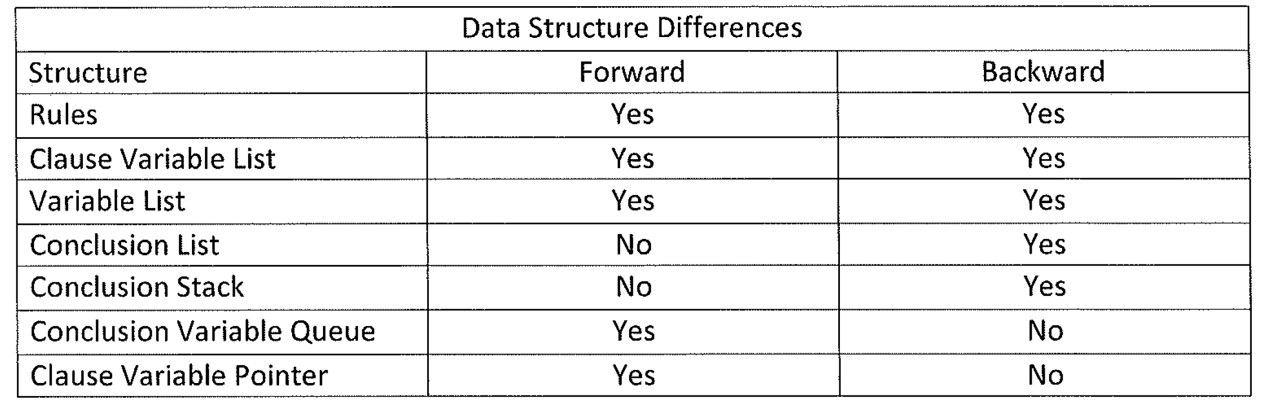 Data Structure Differences
Structure Forward Backward
Rules Yes Yes
Clause Variable List Yes Yes
Variable List Yes Yes
Conclusion List No Yes
Conclusion Stack No Yes
Conclusion Variable Queue Yes No
Clause Variable Pointer Yes No